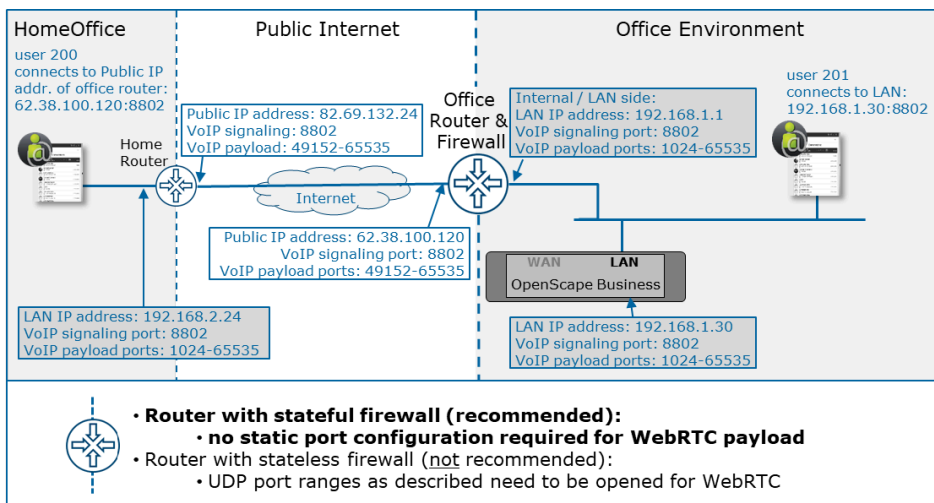 HomeOffice
Public Internet
Office Environment
user 200
connects to Public IP
addr. of office router:
62.38.100.120:8802
Home
Router
Public IP address: 82.69.132.24
VoIP signaling: 8802
VoIP payload: 49152-65535
Internet
Office
Router &
Firewall
Internal / LAN side:
LAN IP address: 192.168.1.1
VoIP signaling port: 8802
VoIP payload ports: 1024-65535
user 201
connects to LAN:
192.168.1.30:8802
Public IP address: 62.38.100.120
VoIP signaling port: 8802
VoIP payload ports: 49152-65535
WAN LAN
OpenScape Business
LAN IP address: 192.168.2.24
VoIP signaling port: 8802
VoIP payload ports: 1024-65535
LAN IP address: 192.168.1.30
VoIP signaling port: 8802
VoIP payload ports: 1024-65535
• Router with stateful firewall (recommended):
• no static port configuration required for WebRTC payload
• Router with stateless firewall (not recommended):
• UDP port ranges as described need to be opened for WebRTC